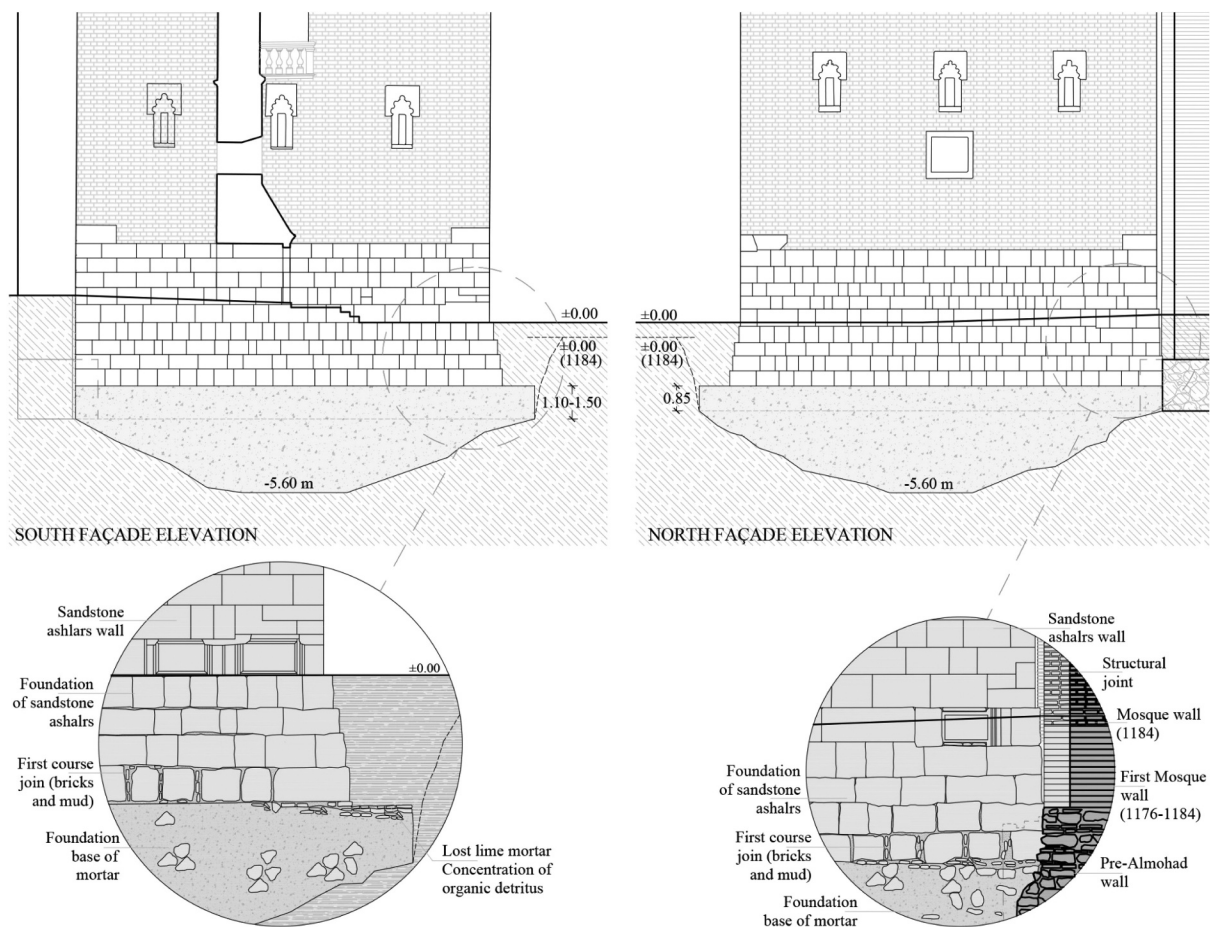 ±0.00
±0.00
(1184)
1.10-1.50
-5.60 m
SOUTH FAÇADE ELEVATION
±0.00
±0.00
(1184)
0.85
-5.60 m
NORTH FAÇADE ELEVATION
Sandstone
ashlars wall
±0.00
Foundation
of sandstone
ashalrs
First course
join (bricks
and mud)
Foundation
base of
mortar
Lost lime mortar
Concentration of
organic detritus
Sandstone
ashalrs wall
Structural
joint
Mosque wall
(1184)
First Mosque
wall
(1176-1184)
Pre-Almohad
wall
Foundation
of sandstone
ashalrs
First course
join (bricks
and mud)
Foundation
base of mortar